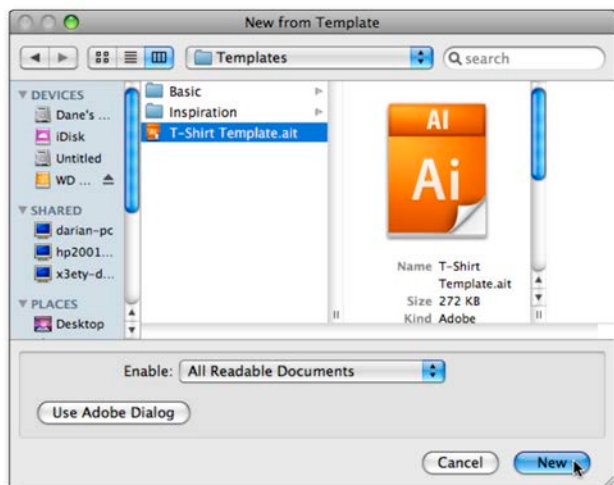 New from Template
Templates
search
DEVICES
Dane's ...
iDisk
Untitled
WD ...
SHARED
darian-pc
hp2001...
x3ety-d...
PLACES
Desktop
Basic
Inspiration
T-Shirt Template.ait
AI
Ai
Name T-Shirt
Template.ait
Size 272 KB
Kind Adobe
Enable: All Readable Documents
Use Adobe Dialog
Cancel New